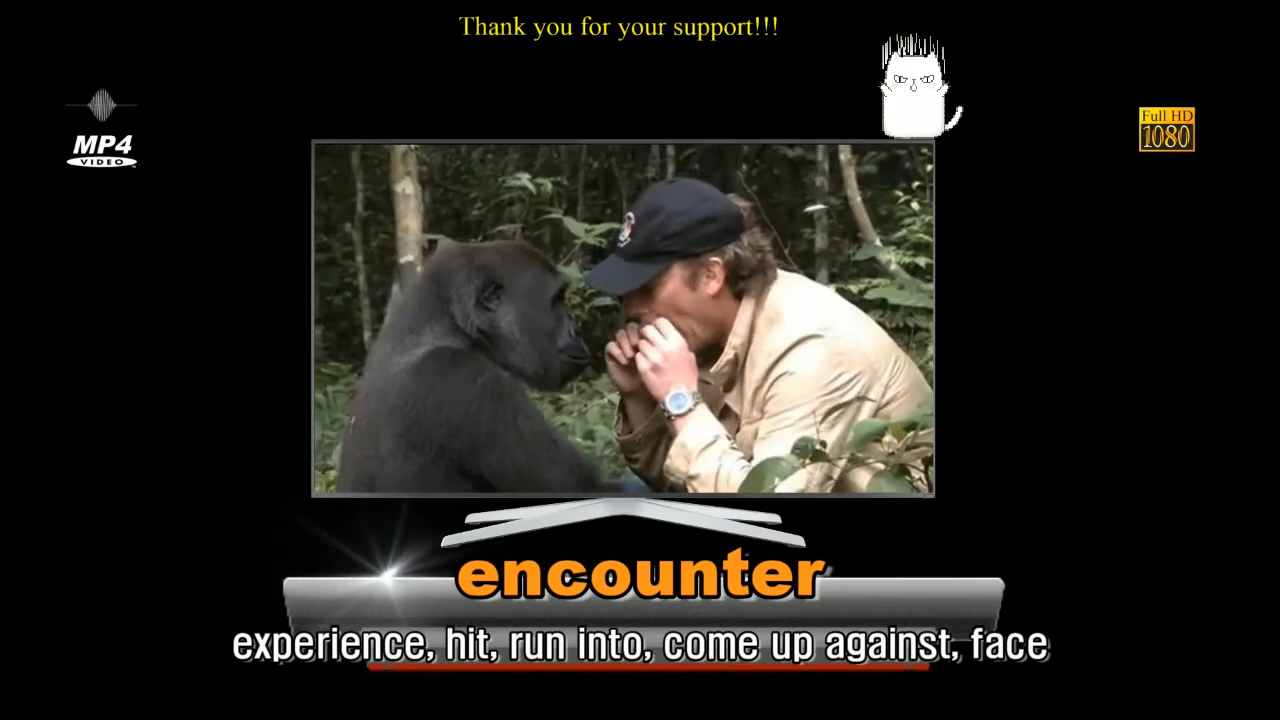 Thank you for your support!!!
MP4
VIDEO
Full HD
1080
encounter
experience, hit, run into, come up against, face